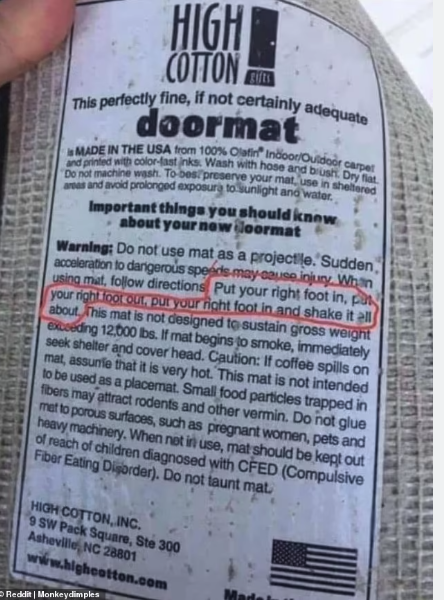 HIGH
COTTON
gifts
This perfectly fine, if not certainly adequate
doormat
is MADE IN THE USA from 100% Olafin® Indoor/Outdoor carpet
and printed with color-fast inks. Wash with hose and brush. Dry flat.
Do not machine wash. To best preserve your mat, use in sheltered
areas and avoid prolonged exposure to sunlight and water.
Important things you should know
about your new doormat
Warning: Do not use mat as a projectile. Sudden
acceleration to dangerous speeds may cause injury. When
using mat, follow directions: Put your right foot in, put
your right foot out, put your right foot in and shake it all
about. This mat is not designed to sustain gross weight
exceeding 12,000 lbs. If mat begins to smoke, immediately
seek shelter and cover head. Caution: If coffee spills on
mat, assume that it is very hot. This mat is not intended
to be used as a placemat. Small food particles trapped in
fibers may attract rodents and other vermin. Do not glue
mat to porous surfaces, such as pregnant women, pets and
heavy machinery. When not in use, mat should be kept out
of reach of children diagnosed with CFED (Compulsive
Fiber Eating Disorder). Do not taunt mat.
HIGH COTTON, INC.
9 SW Pack Square, Ste 300
Asheville, NC 28801
www.highcotton.com
Made in
© Reddit | Monkeydimples